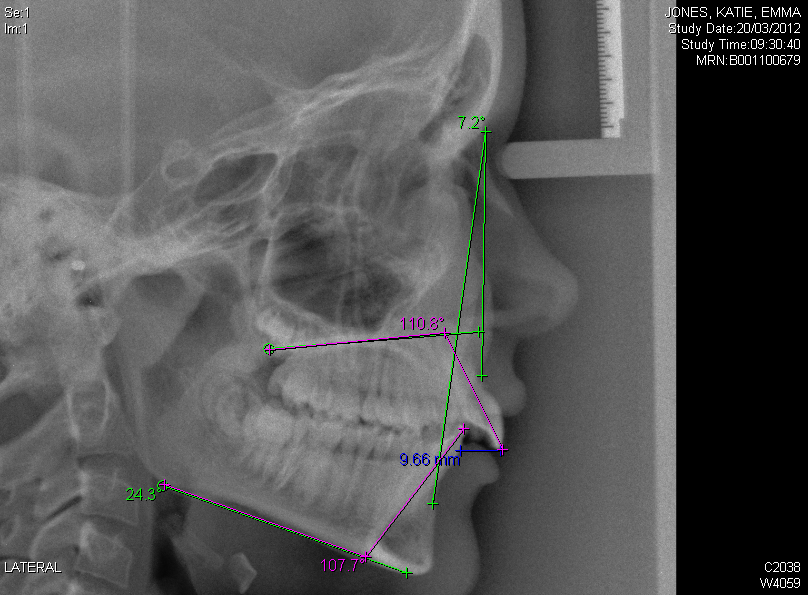 Se:1
Im:1
JONES, KATIE, EMMA
Study Date:20/03/2012
Study Time:09:30:40
MRN:B001100679
7.2°
110.8°
9.66 mm
24.3°
107.7°
LATERAL
C2038
W4059